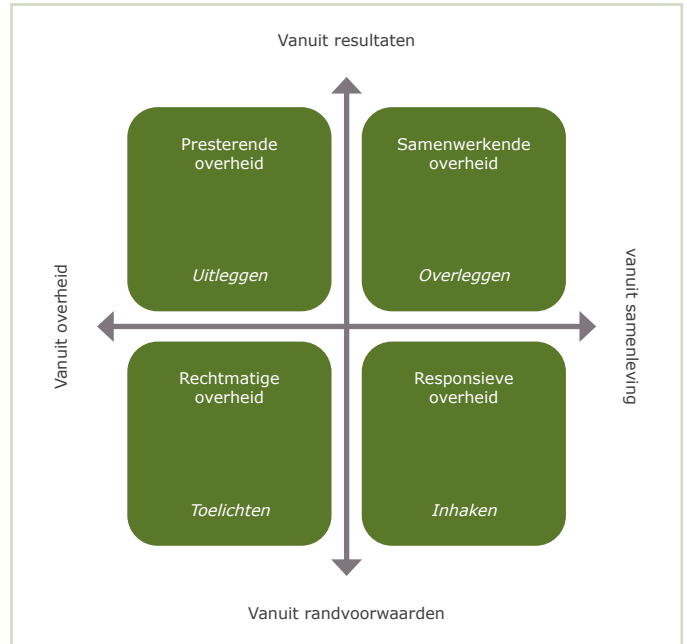 Vanuit resultaten
Presterende
overheid
Uitleggen
Samenwerkende
overheid
Overleggen
Vanuit overheid
vanuit samenleving
Rechtmatige
overheid
Toelichten
Responsieve
overheid
Inhaken
Vanuit randvoorwaarden